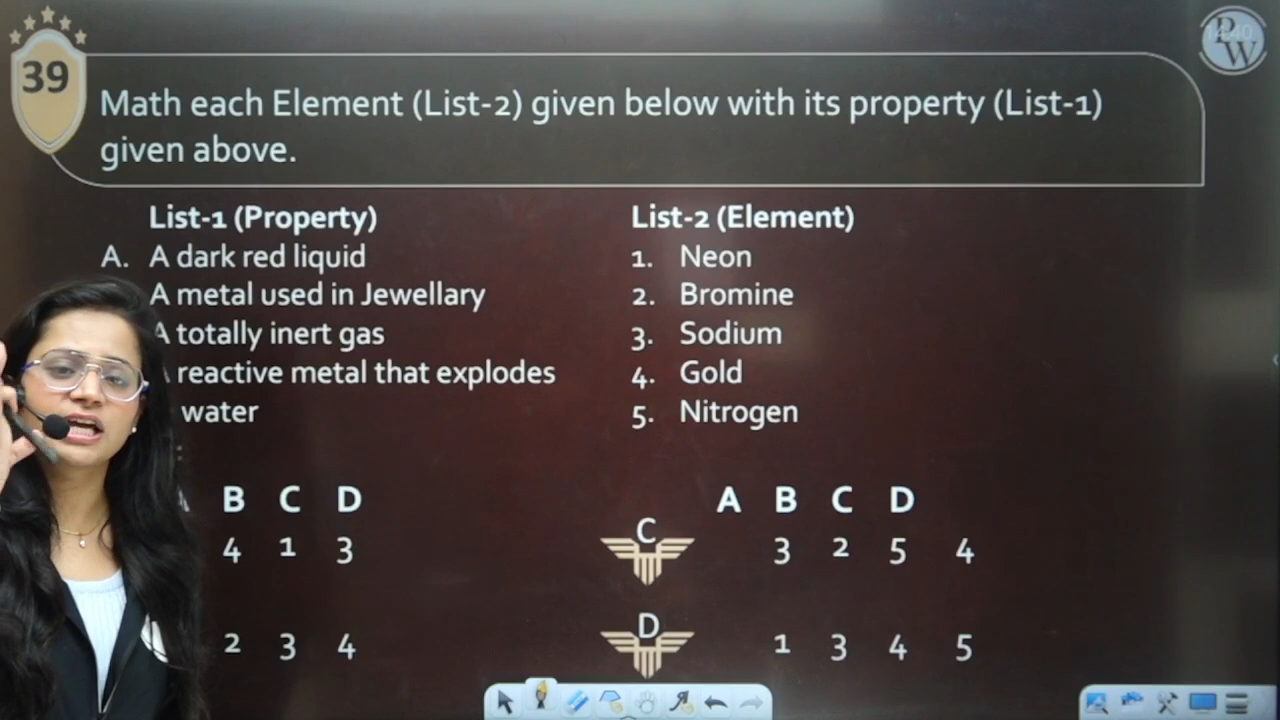 39
Math each Element (List-2) given below with its property (List-1)
given above.
List-1 (Property) List-2 (Element)
A. A dark red liquid 1. Neon
A metal used in Jewellary 2. Bromine
A totally inert gas 3. Sodium
reactive metal that explodes 4. Gold
water 5. Nitrogen
B C D A B C D
4 1 3 C 3 2 5 4
2 3 4 D 1 3 4 5
PW